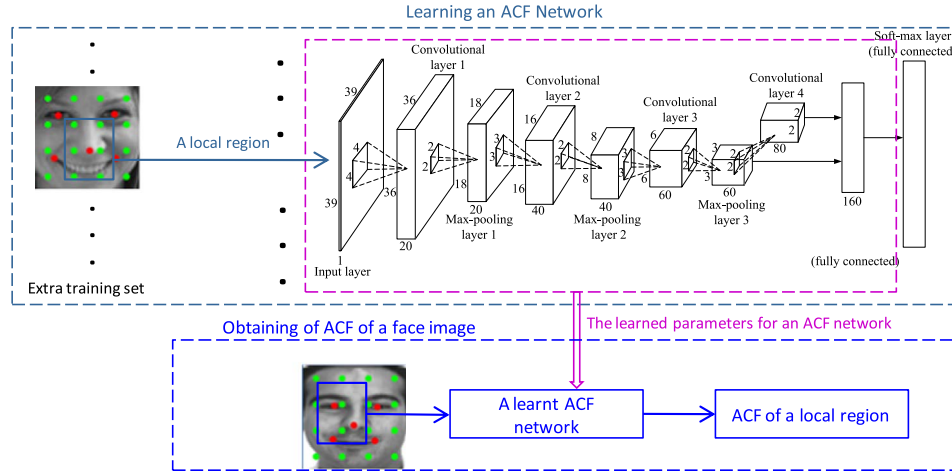 Learning an ACF Network
Soft-max layer
(fully connected)
Convolutional
layer 1
Convolutional
layer 2
Convolutional
layer 3
Convolutional
layer 4
A local region
39
39
1
Input layer
4
4
36
36
20
2
2
18
18
20
Max-pooling
layer 1
3
3
16
16
40
2
2
8
8
40
Max-pooling
layer 2
3
3
6
6
60
2
2
3
3
60
Max-pooling
layer 3
2
2
2
2
80
160
(fully connected)
Extra training set
The learned parameters for an ACF network
Obtaining of ACF of a face image
A learnt ACF
network
ACF of a local region